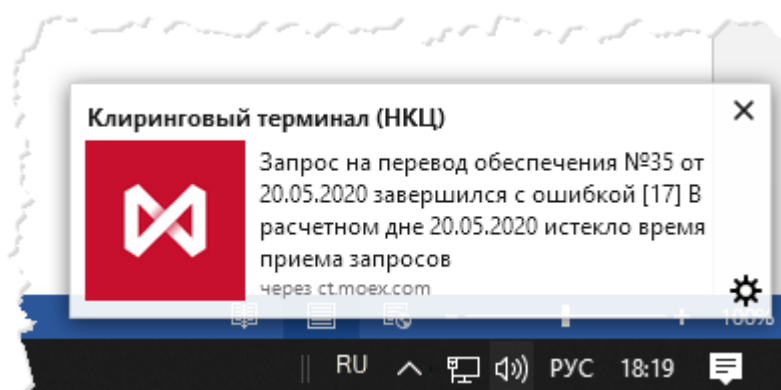 Клиринговый терминал (НКЦ)
Запрос на перевод обеспечения №35 от
20.05.2020 завершился с ошибкой [17] В
расчетном дне 20.05.2020 истекло время
приема запросов
через ct.moex.com
100%
RU РУС 18:19